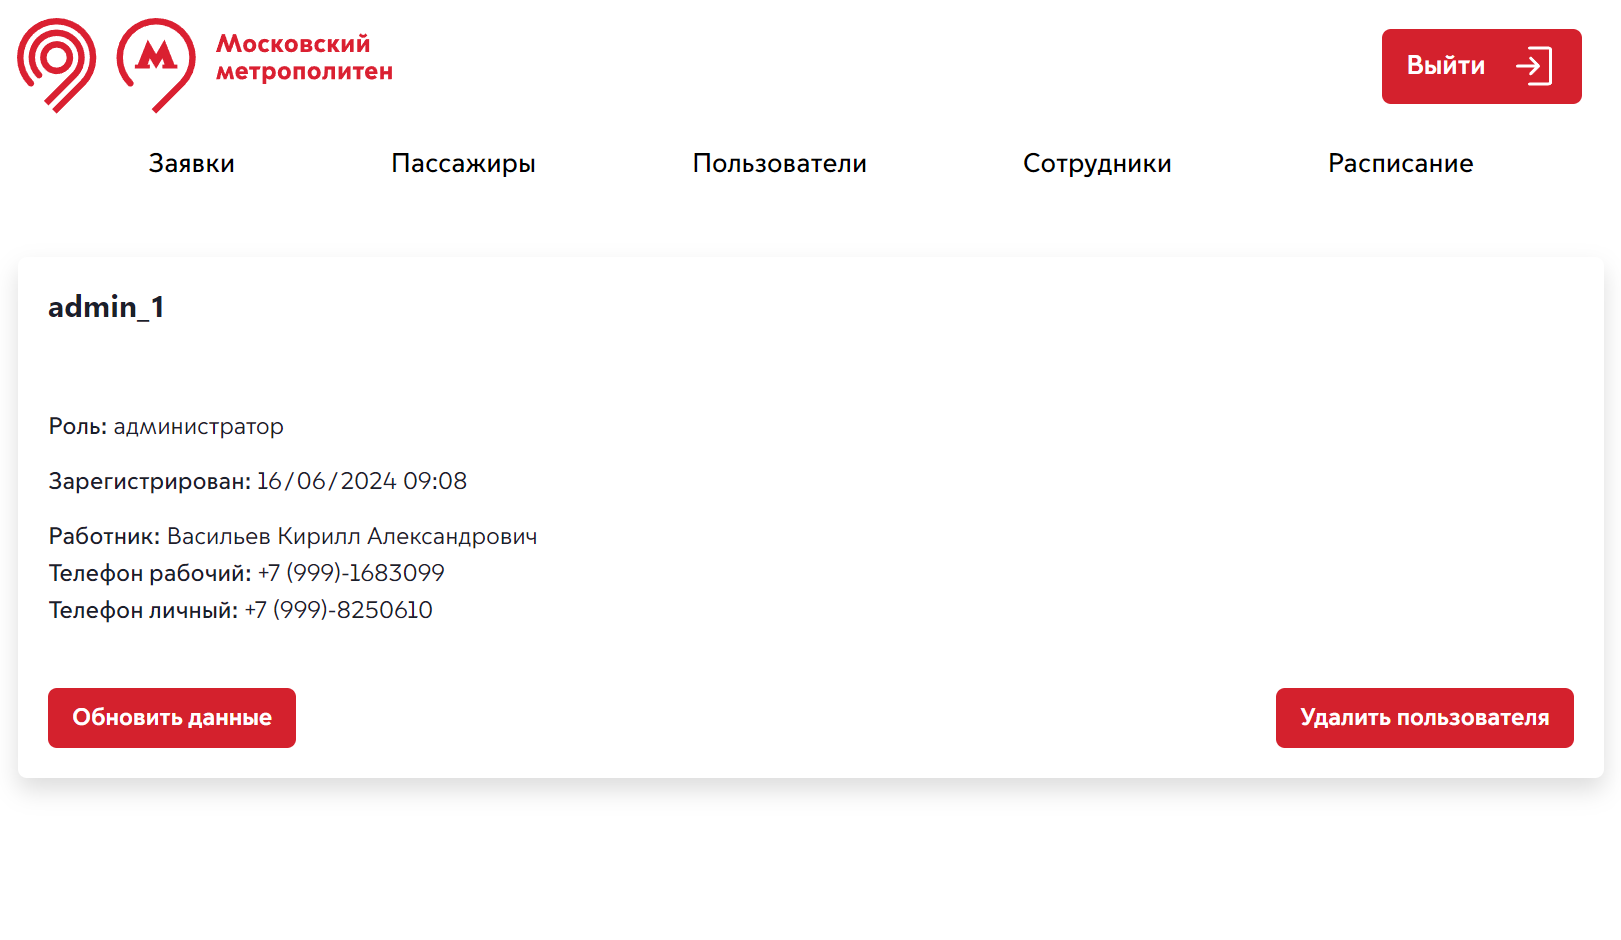 Московский
метрополитен
Выйти
Заявки Пассажиры Пользователи Сотрудники Расписание
admin_1
Роль: администратор
Зарегистрирован: 16/06/2024 09:08
Работник: Васильев Кирилл Александрович
Телефон рабочий: +7 (999)-1683099
Телефон личный: +7 (999)-8250610
Обновить данные Удалить пользователя